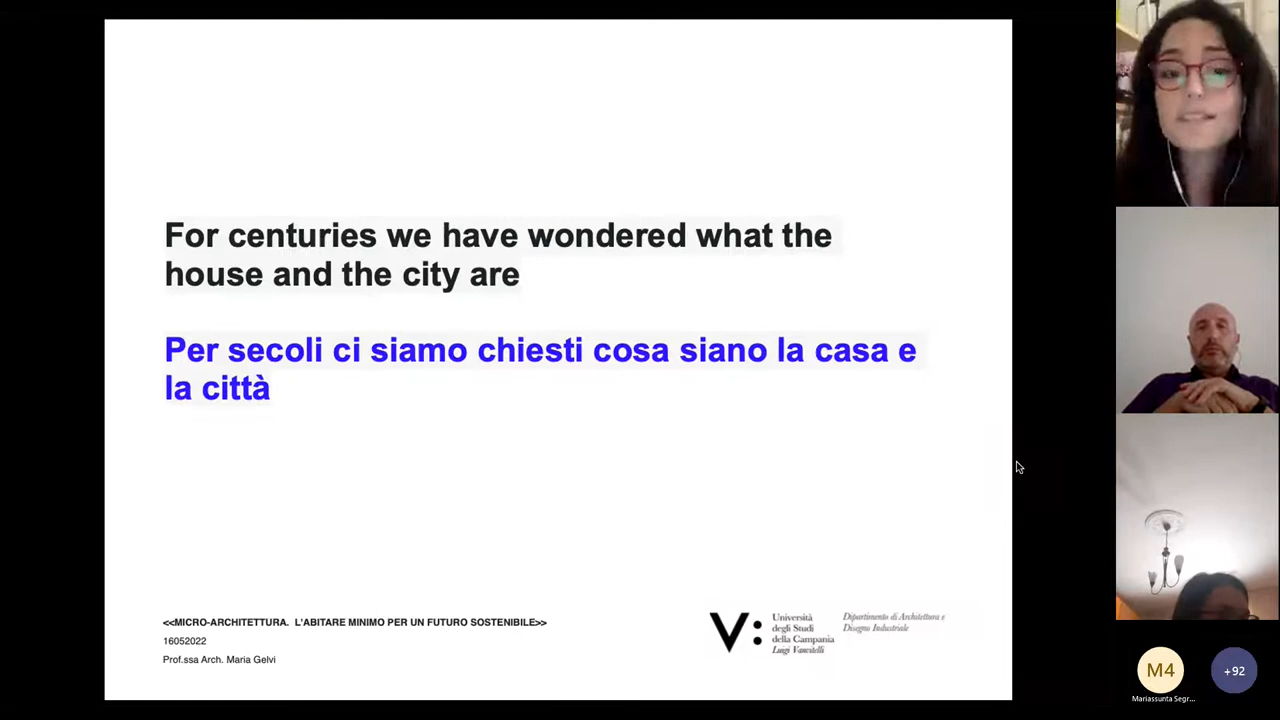 For centuries we have wondered what the
house and the city are
Per secoli ci siamo chiesti cosa siano la casa e
la città
<<MICRO-ARCHITETTURA. L'ABITARE MINIMO PER UN FUTURO SOSTENIBILE>>
16052022
Prof.ssa Arch. Maria Gelvi
V:
Università
degli Studi
della Campania
Luigi Vanvitelli
Dipartimento di Architettura e
Disegno Industriale
M4
+92
Mariassunta Segr...